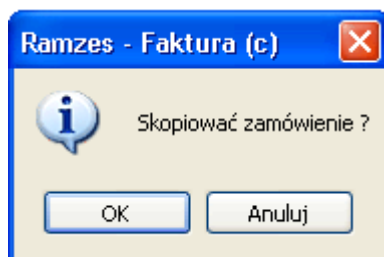 Ramzes - Faktura (c)
Skopiować zamówienie ?
OK
Anuluj